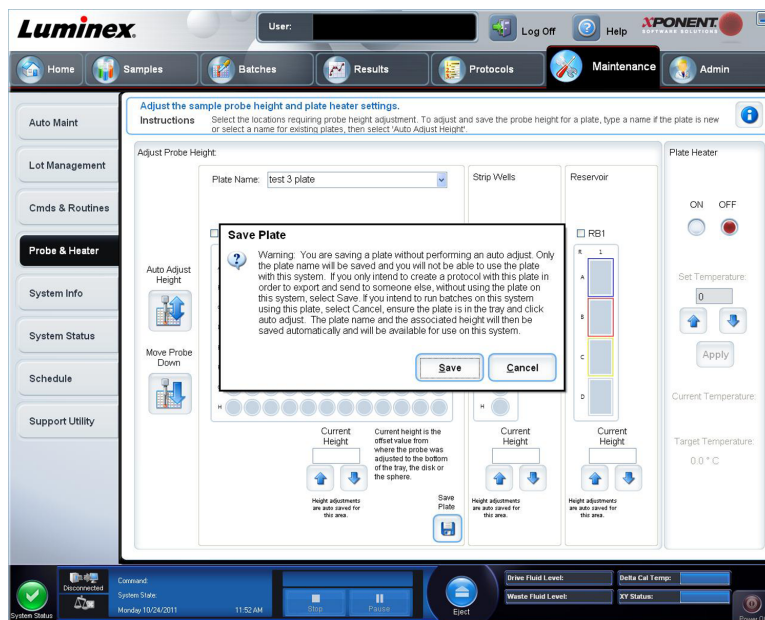 Luminex.
User:
Log Off
Help
XPONENT.
SOFTWARE SOLUTIONS
Home
Samples
Batches
Results
Protocols
Maintenance
Admin
Auto Maint
Lot Management
Cmds & Routines
Probe & Heater
System Info
System Status
Schedule
Support Utility
Adjust the sample probe height and plate heater settings.
Instructions
Select the locations requiring probe height adjustment. To adjust and save the probe height for a plate, type a name if the plate is new
or select a name for existing plates, then select 'Auto Adjust Height'.
Adjust Probe Height:
Plate Name: test 3 plate
Strip Wells
Reservoir
RB1
R 1
A
B
C
D
Auto Adjust
Height
Move Probe
Down
Save Plate
Warning: You are saving a plate without performing an auto adjust. Only
the plate name will be saved and you will not be able to use the plate
with this system. If you only intend to create a protocol with this plate in
order to export and send to someone else, without using the plate on
this system, select Save. If you intend to run batches on this system
using this plate, select Cancel, ensure the plate is in the tray and click
auto adjust. The plate name and the associated height will then be
saved automatically and will be available for use on this system.
Save
Cancel
H
H
Current
Height
Current height is the
offset value from
where the probe was
adjusted to the bottom
of the tray, the disk or
the sphere.
Height adjustments
are auto saved for
this area.
Save
Plate
Current
Height
Height adjustments
are auto saved for
this area.
Current
Height
Height adjustments
are auto saved for
this area.
Plate Heater
ON OFF
Set Temperature:
0
Apply
Current Temperature:
Target Temperature:
0.0 ° C
System Status
Disconnected
Command:
System State:
Monday 10/24/2011 11:52 AM
Stop
Pause
Eject
Drive Fluid Level:
Waste Fluid Level:
Delta Cal Temp:
XY Status: